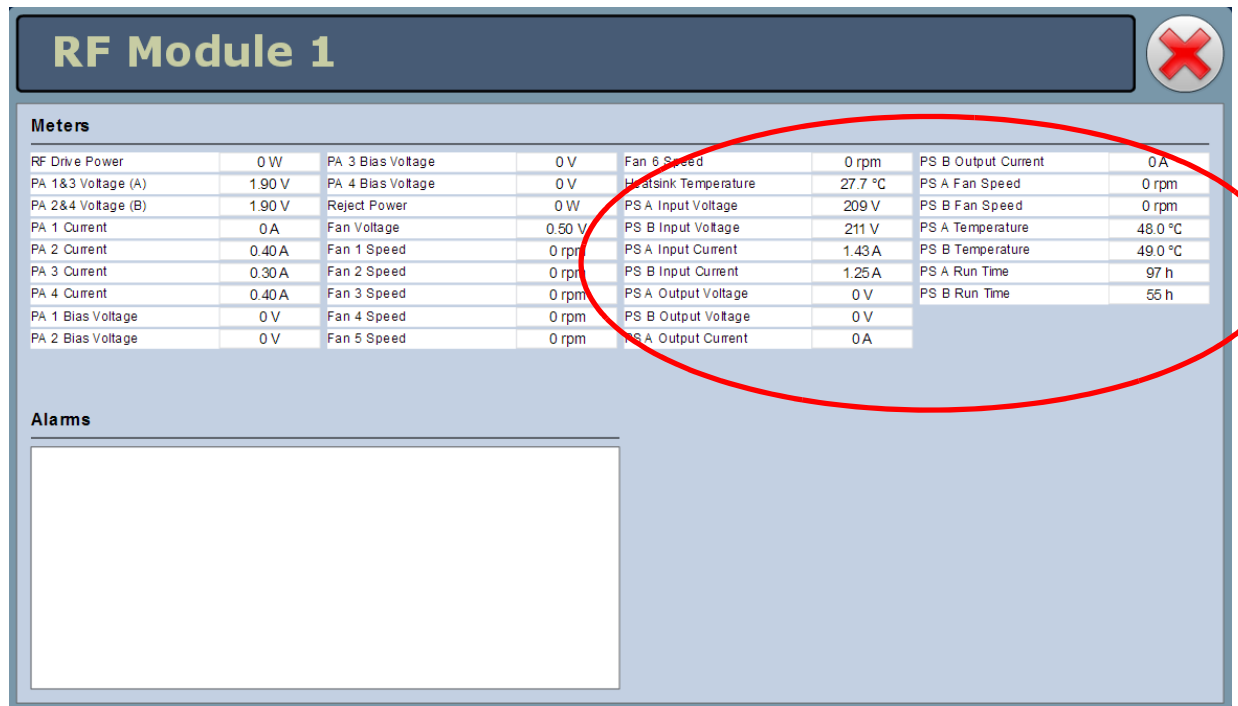 RF Module 1
Meters
RF Drive Power 0 W PA 3 Bias Voltage 0 V Fan 6 Speed 0 rpm PS B Output Current 0 A
PA 1&3 Voltage (A) 1.90 V PA 4 Bias Voltage 0 V Heatsink Temperature 27.7 °C PS A Fan Speed 0 rpm
PA 2&4 Voltage (B) 1.90 V Reject Power 0 W PS A Input Voltage 209 V PS B Fan Speed 0 rpm
PA 1 Current 0 A Fan Voltage 0.50 V PS B Input Voltage 211 V PS A Temperature 48.0 °C
PA 2 Current 0.40 A Fan 1 Speed 0 rpm PS A Input Current 1.43 A PS B Temperature 49.0 °C
PA 3 Current 0.30 A Fan 2 Speed 0 rpm PS B Input Current 1.25 A PS A Run Time 97 h
PA 4 Current 0.40 A Fan 3 Speed 0 rpm PS A Output Voltage 0 V PS B Run Time 55 h
PA 1 Bias Voltage 0 V Fan 4 Speed 0 rpm PS B Output Voltage 0 V
PA 2 Bias Voltage 0 V Fan 5 Speed 0 rpm PS A Output Current 0 A
Alarms